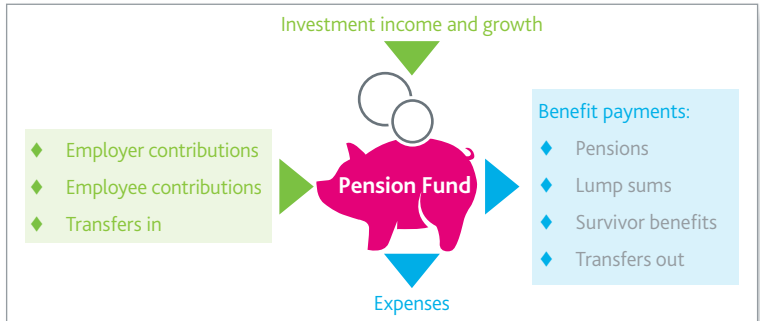 Investment income and growth
Employer contributions
Employee contributions
Transfers in
Pension Fund
Benefit payments:
Pensions
Lump sums
Survivor benefits
Transfers out
Expenses